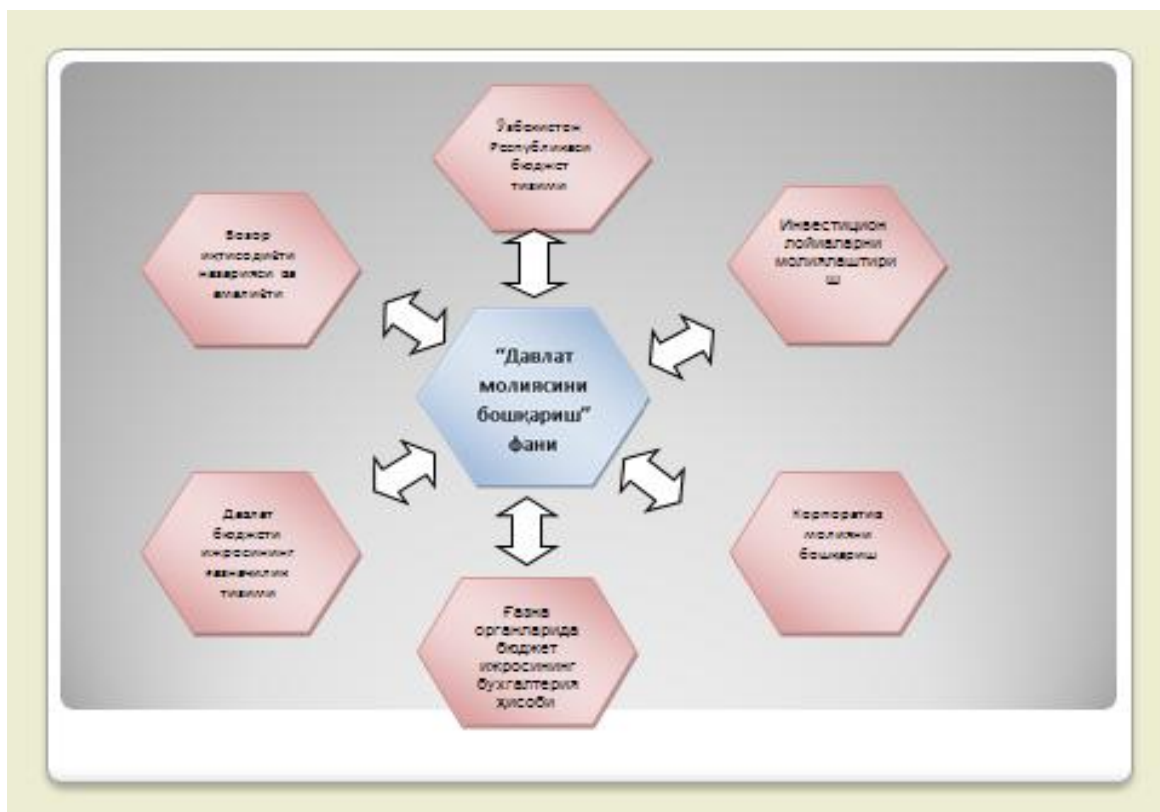 Ўзбекистон
Республикаси
бюджет
тизими
Бозор
иқтисодиёти
назарияси ва
амалиёти
Инвестицион
лойиҳаларни
молиялаштири
ш
“Давлат
молиясини
бошқариш”
фани
Давлат
бюджети
ижросининг
ғазначилик
тизими
Корпоратив
молияни
бошқариш
Ғазна
органларида
бюджет
ижросининг
бухгалтерия
ҳисоби